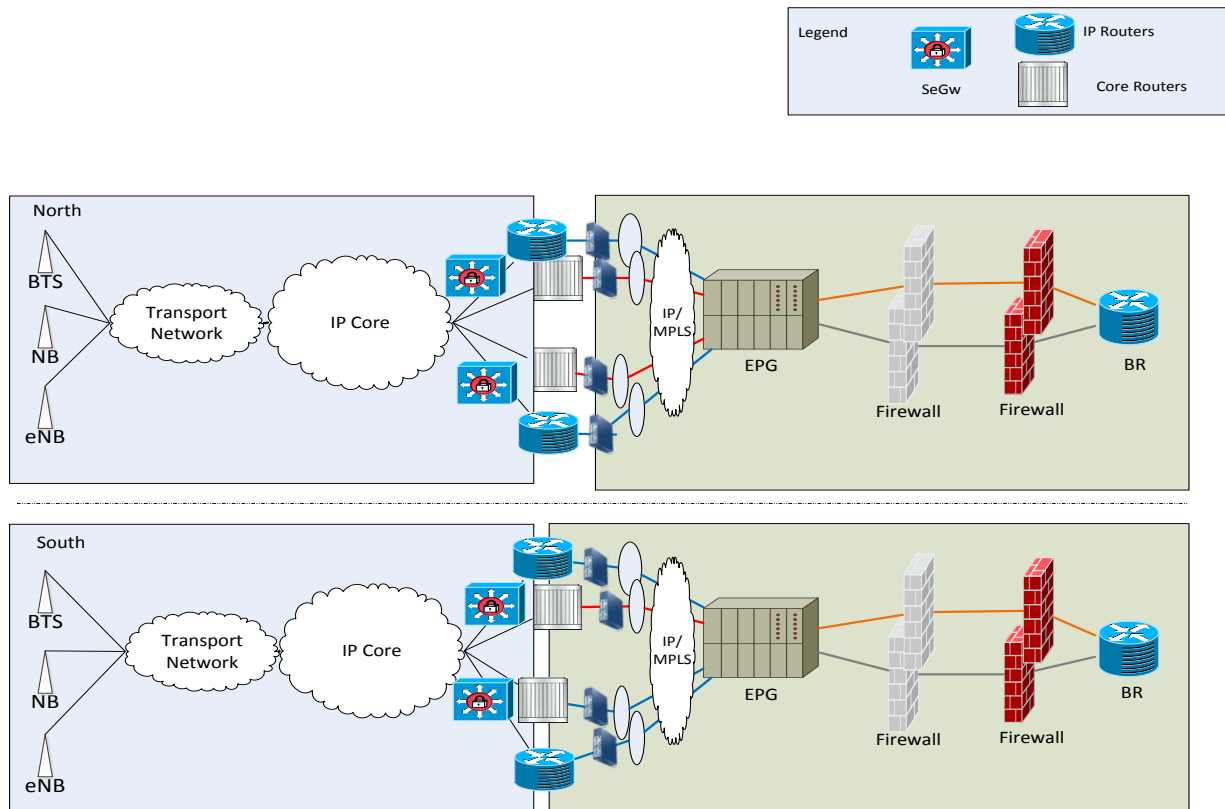 Legend
SeGw
IP Routers
Core Routers
North
BTS
NB
eNB
Transport
Network
IP Core
IP/
MPLS
EPG
Firewall
Firewall
BR
South
BTS
NB
eNB
Transport
Network
IP Core
IP/
MPLS
EPG
Firewall
Firewall
BR